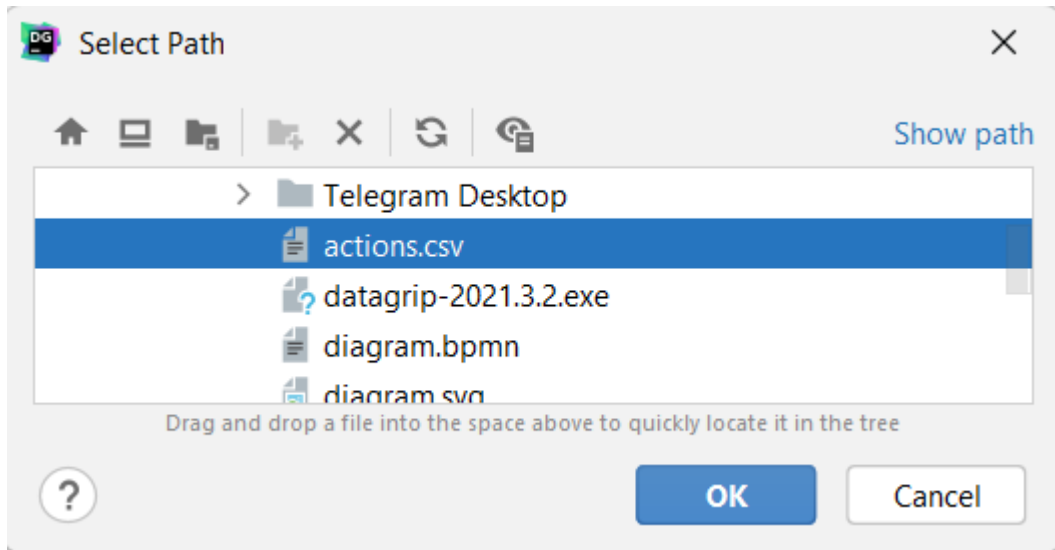 DG
Select Path
Show path
Telegram Desktop
actions.csv
datagrip-2021.3.2.exe
diagram.bpmn
diagram.svg
Drag and drop a file into the space above to quickly locate it in the tree
?
OK
Cancel